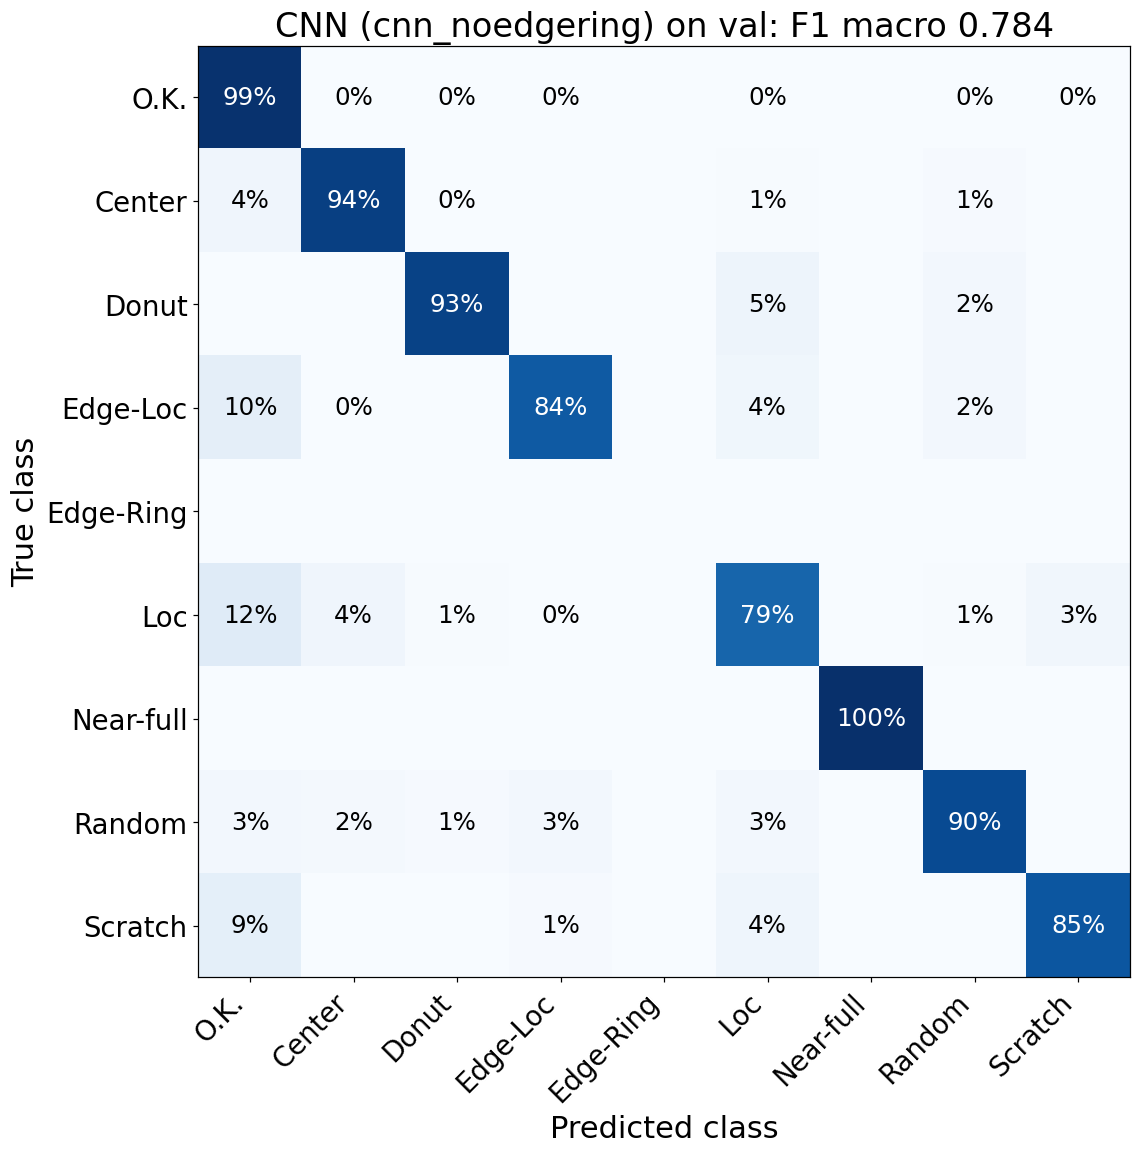 CNN (cnn_noedgering) on val: F1 macro 0.784
O.K. 99% 0% 0% 0% 0% 0% 0%
Center 4% 94% 0% 1% 1%
Donut 93% 5% 2%
Edge-Loc 10% 0% 84% 4% 2%
Edge-Ring
Loc 12% 4% 1% 0% 79% 1% 3%
Near-full 100%
Random 3% 2% 1% 3% 3% 90%
Scratch 9% 1% 4% 85%
True class
O.K. Center Donut Edge-Loc Edge-Ring Loc Near-full Random Scratch
Predicted class